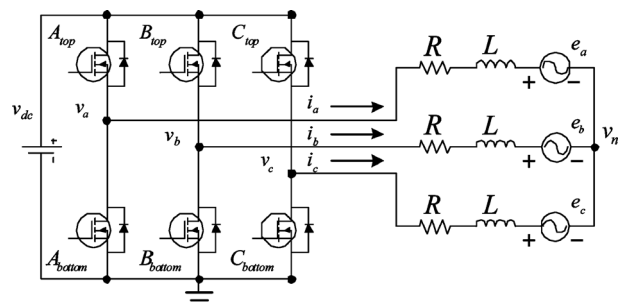 A_top B_top C_top
R L e_a
v_dc
v_a i_a
+ −
v_b i_b R L e_b v_n
+ −
v_c i_c
R L e_c
+ −
A_bottom B_bottom C_bottom
+